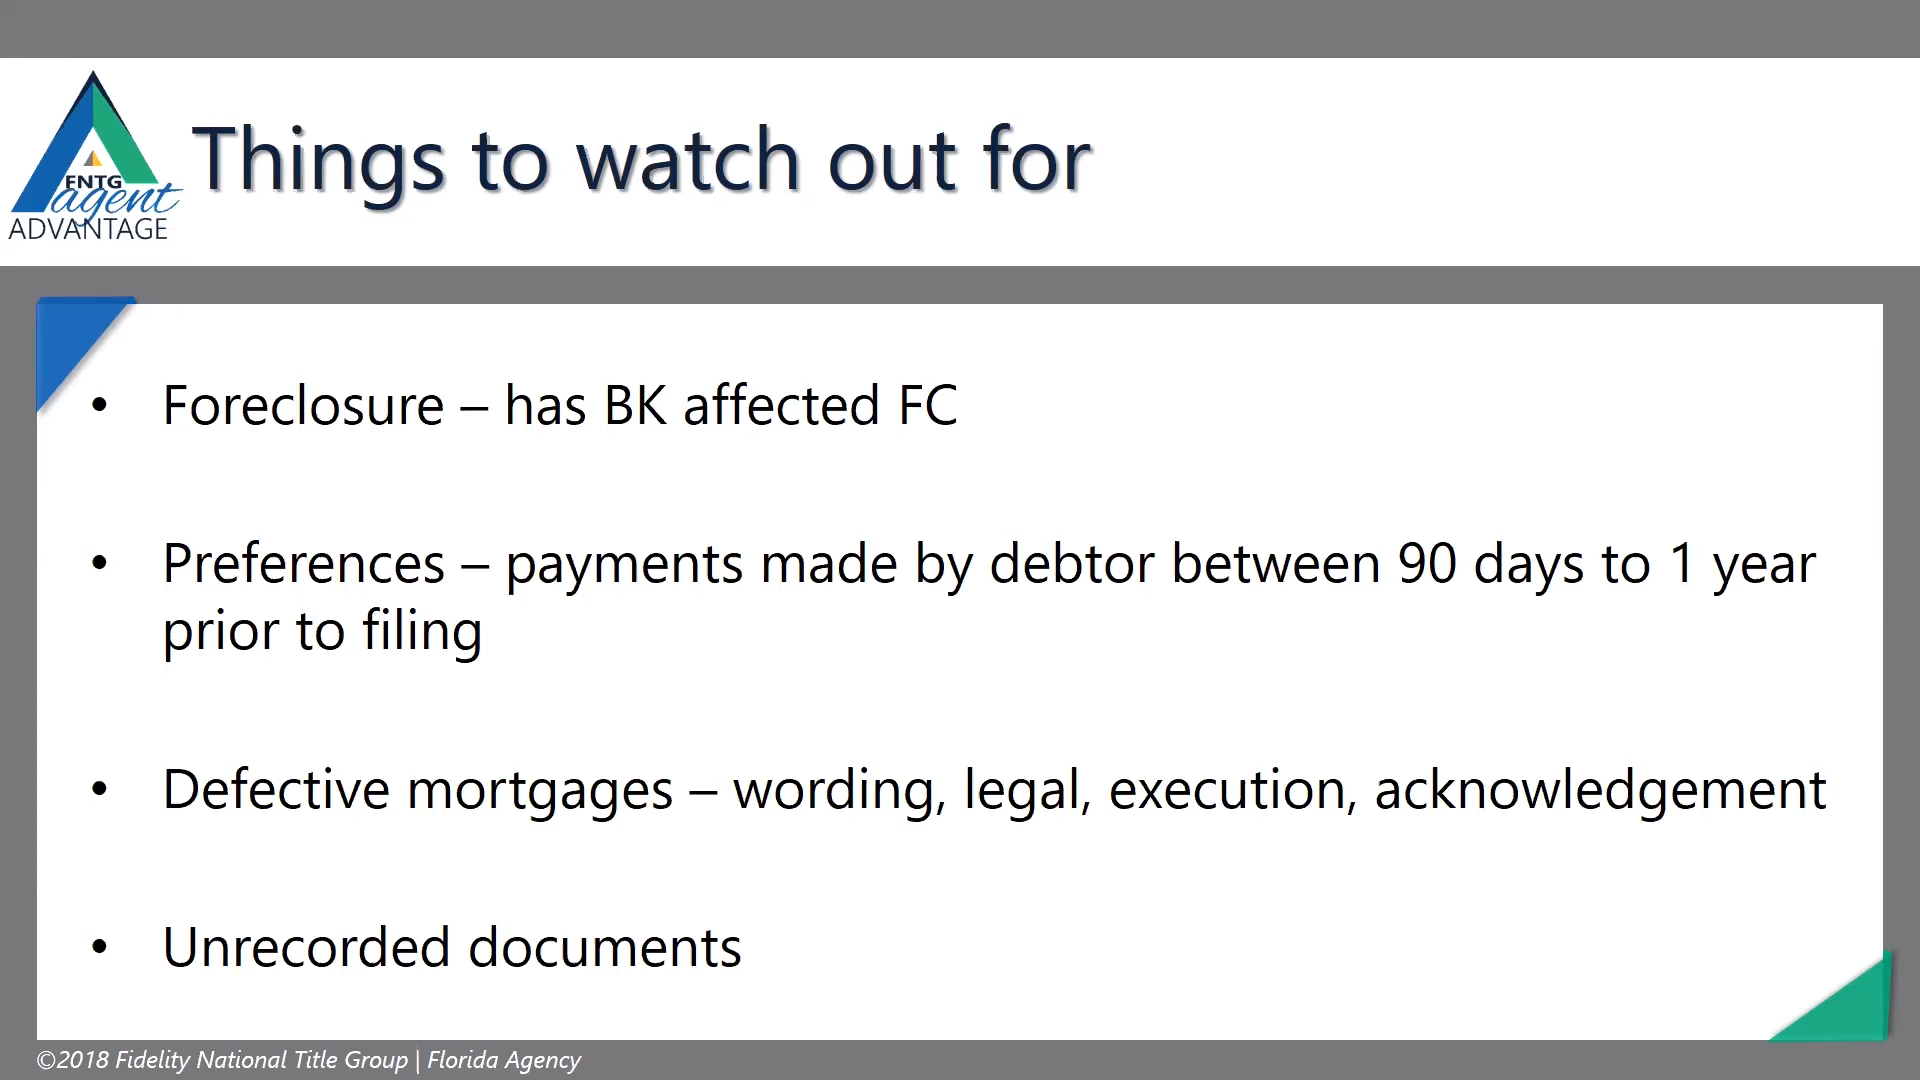 FNTG
agent
ADVANTAGE
Things to watch out for
• Foreclosure – has BK affected FC
• Preferences – payments made by debtor between 90 days to 1 year
prior to filing
• Defective mortgages – wording, legal, execution, acknowledgement
• Unrecorded documents
©2018 Fidelity National Title Group | Florida Agency